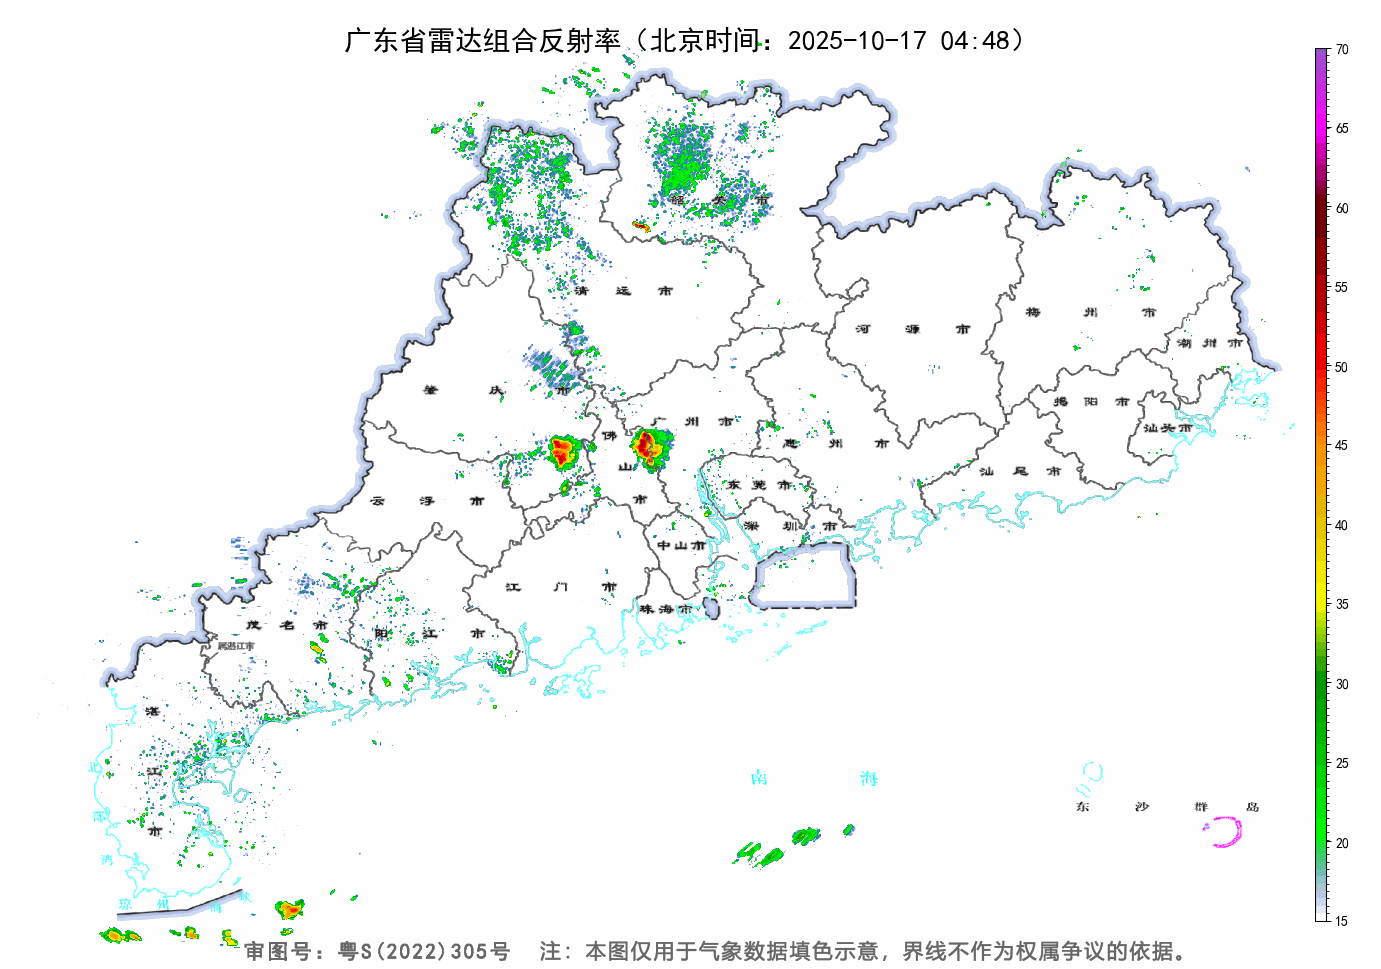 广东省雷达组合反射率（北京时间：2025-10-17 04:48）
70
65
60
55
50
45
40
35
30
25
20
15
韶关市
清远市
河源市
梅州市
潮州市
肇庆市
广州市
佛山市
惠州市
揭阳市
汕头市
汕尾市
云浮市
东莞市
深圳市
中山市
江门市
珠海市
茂名市
阳江市
属湛江市
湛江市
北部湾
南海
东沙群岛
琼州海峡
审图号：粤S(2022)305号 注：本图仅用于气象数据填色示意，界线不作为权属争议的依据。